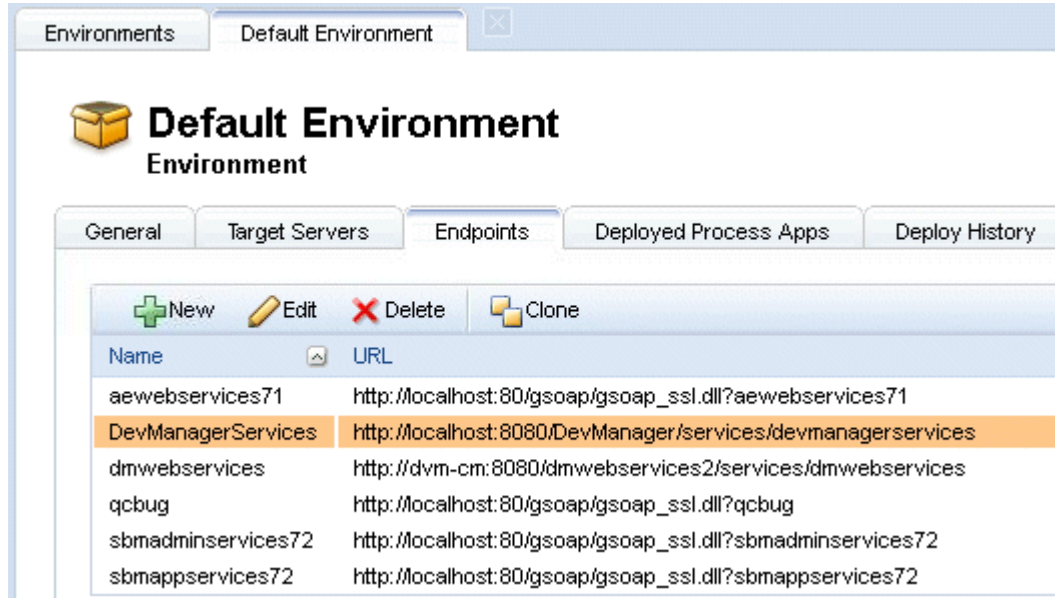 Environments Default Environment
Default Environment
Environment
General Target Servers Endpoints Deployed Process Apps Deploy History
New Edit Delete Clone
Name URL
aewebservices71 http://localhost:80/gsoap/gsoap_ssl.dll?aewebservices71
DevManagerServices http://localhost:8080/DevManager/services/devmanagerservices
dmwebservices http://dvm-cm:8080/dmwebservices2/services/dmwebservices
qcbug http://localhost:80/gsoap/gsoap_ssl.dll?qcbug
sbmadminservices72 http://localhost:80/gsoap/gsoap_ssl.dll?sbmadminservices72
sbmappservices72 http://localhost:80/gsoap/gsoap_ssl.dll?sbmappservices72